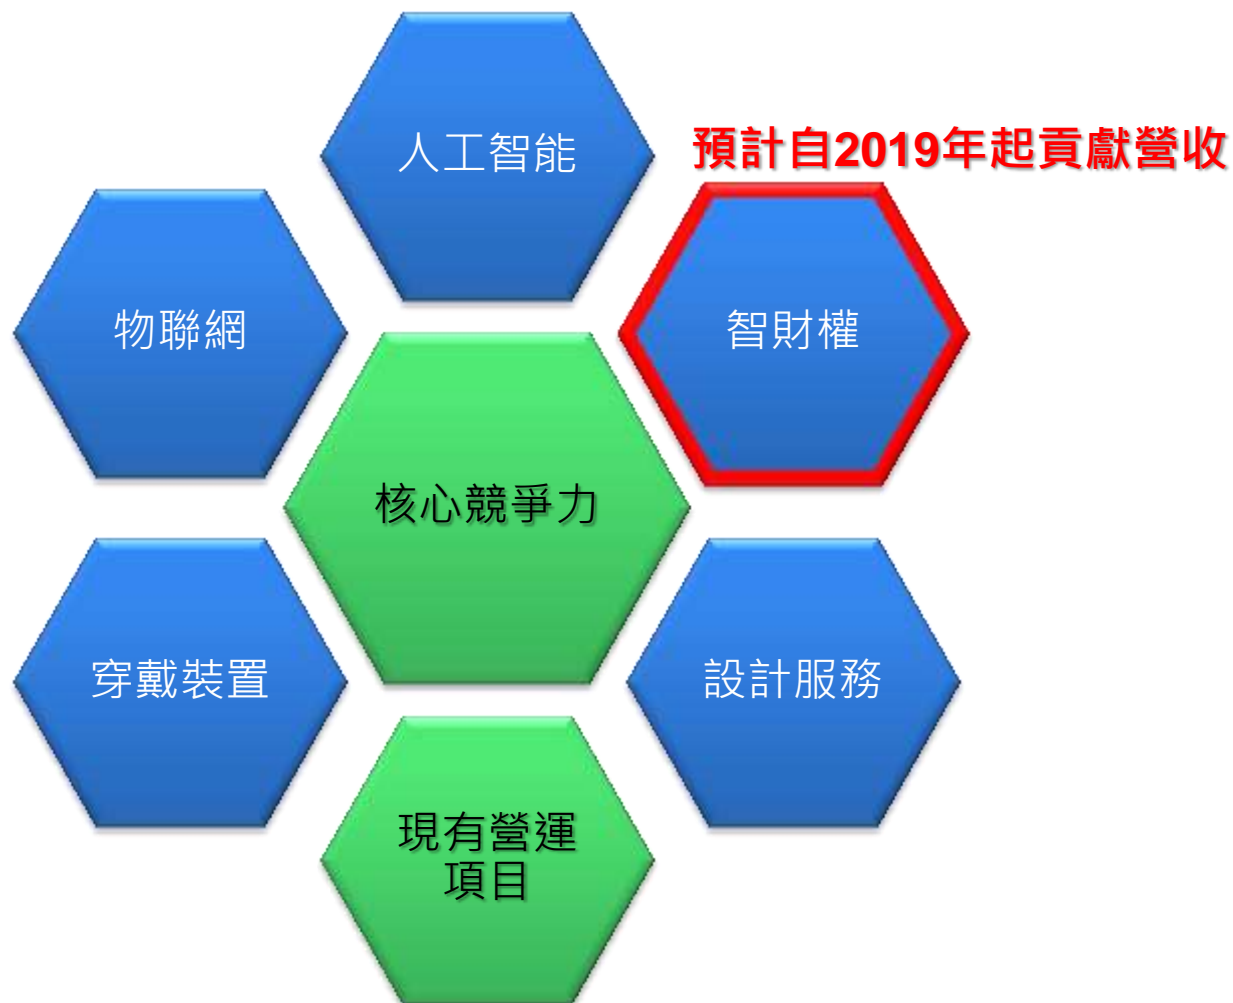 人工智能
預計自2019年起貢獻營收
物聯網
智財權
核心競爭力
穿戴裝置
設計服務
現有營運
項目